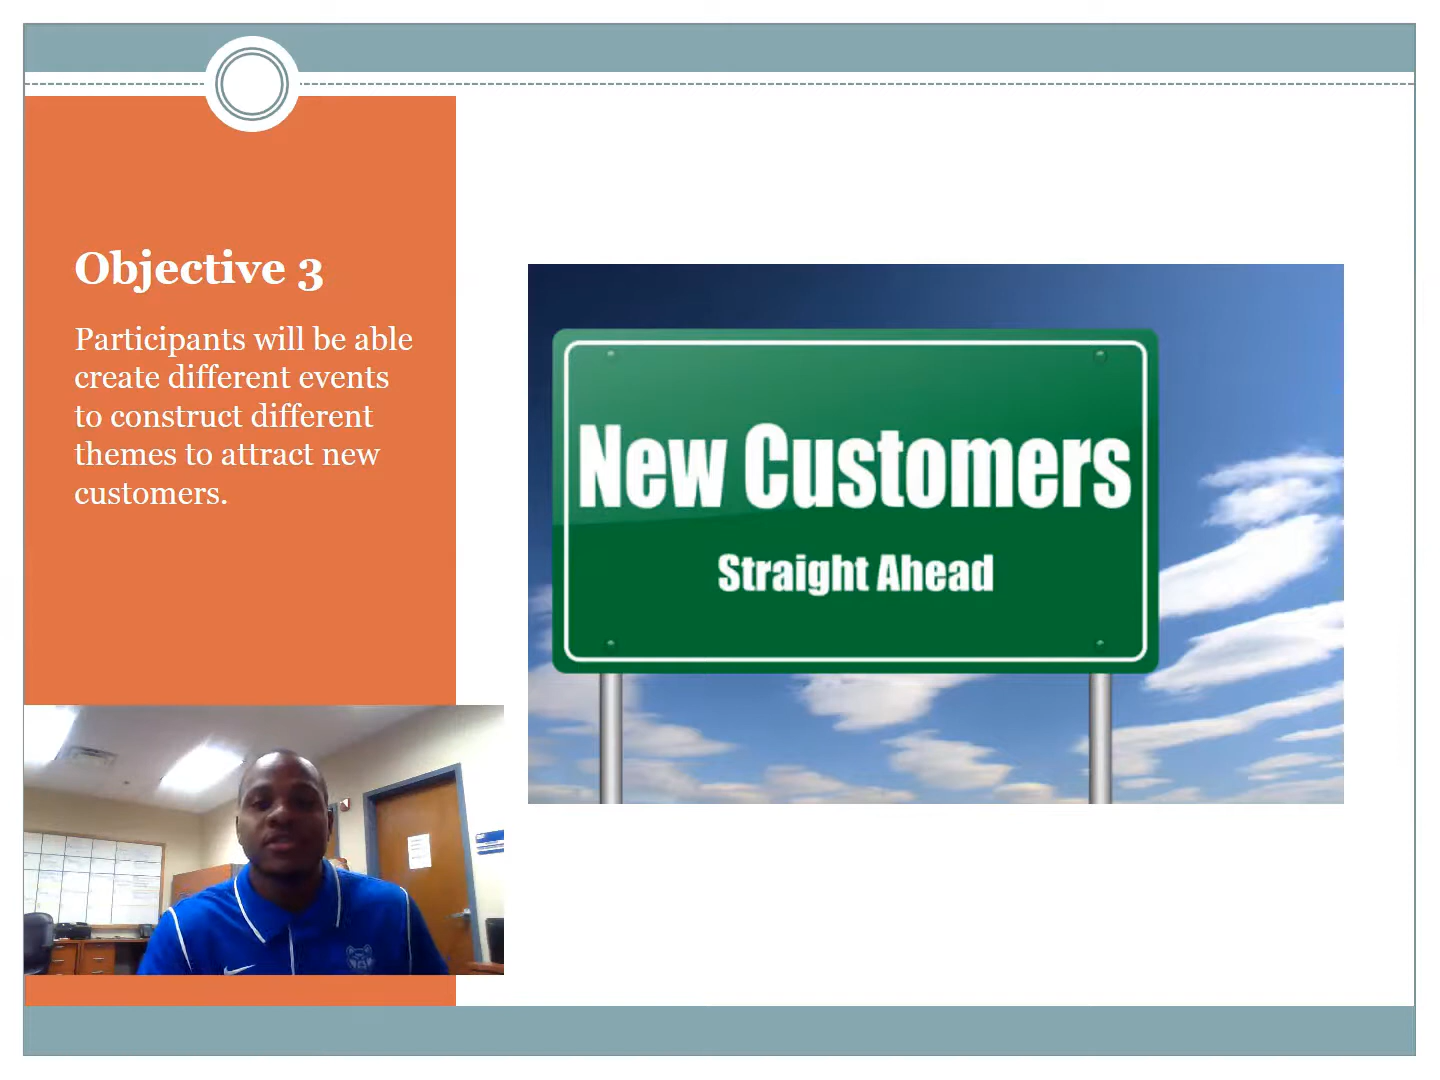 Objective 3
Participants will be able
create different events
to construct different
themes to attract new
customers.
New Customers
Straight Ahead